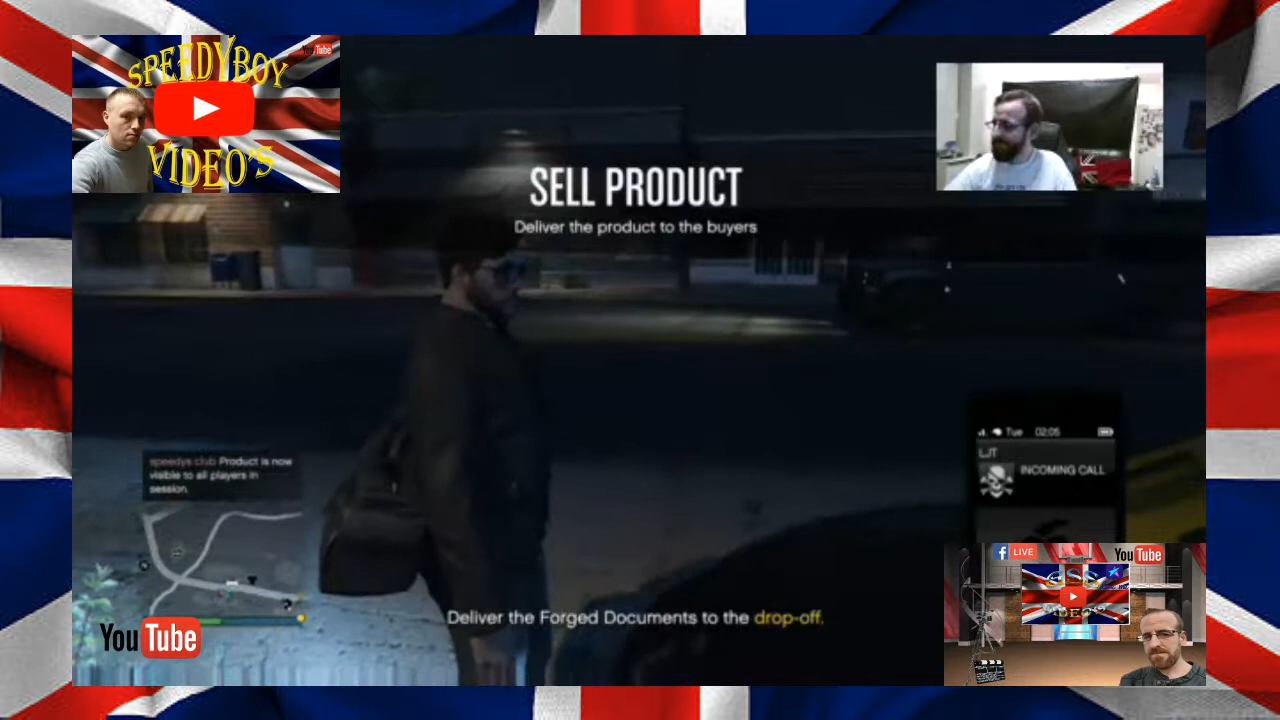 SPEEDYBOY
YouTube
VIDEO'S
SELL PRODUCT
Deliver the product to the buyers
speedys club Product is now
visible to all players in
session.
Tue 02:05
LJT
INCOMING CALL
f LIVE
YouTube
Deliver the Forged Documents to the drop-off.
YouTube